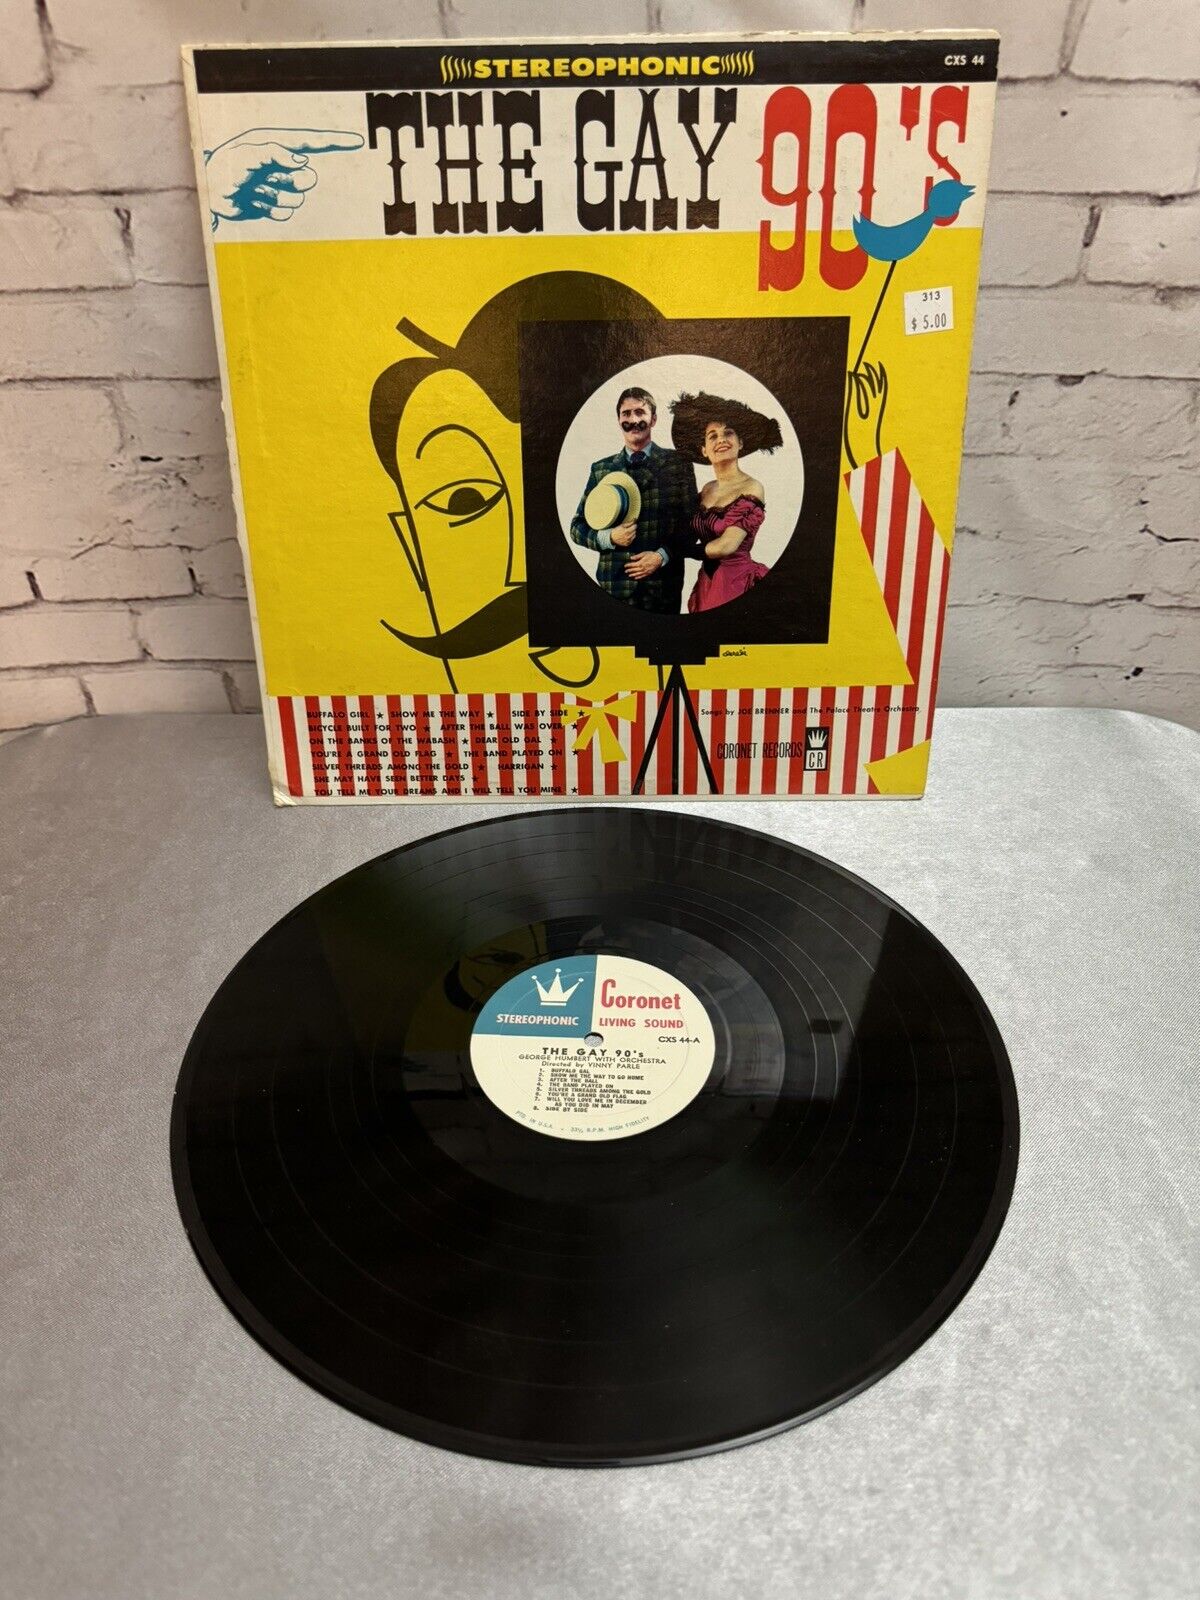 STEREOPHONIC
CXS 44
THE GAY 90'S
313
$ 5.00
BUFFALO GIRL ★ SHOW ME THE WAY ★ SIDE BY SIDE ★
BICYCLE BUILT FOR TWO ★ AFTER THE BALL WAS OVER ★
ON THE BANKS OF THE WABASH ★ DEAR OLD GAL ★
YOU'RE A GRAND OLD FLAG ★ THE BAND PLAYED ON ★
SILVER THREADS AMONG THE GOLD ★ HARRIGAN ★
SHE MAY HAVE SEEN BETTER DAYS ★
YOU TELL ME YOUR DREAMS AND I WILL TELL YOU MINE ★
Songs by JOE BRENNER and The Palace Theatre Orchestra
CORONET RECORDS
CR
Coronet
STEREOPHONIC
LIVING SOUND
CXS 44-A
THE GAY 90's
GEORGE HUMBERT WITH ORCHESTRA
Directed by VINNY PARLE
1. BUFFALO GAL
2. SHOW ME THE WAY TO GO HOME
3. AFTER THE BALL
4. THE BAND PLAYED ON
5. SILVER THREADS AMONG THE GOLD
6. YOU'RE A GRAND OLD FLAG
7. WILL YOU LOVE ME IN DECEMBER
AS YOU DID IN MAY
8. SIDE BY SIDE
PTD. IN U.S.A. • 33⅓ R.P.M. HIGH FIDELITY